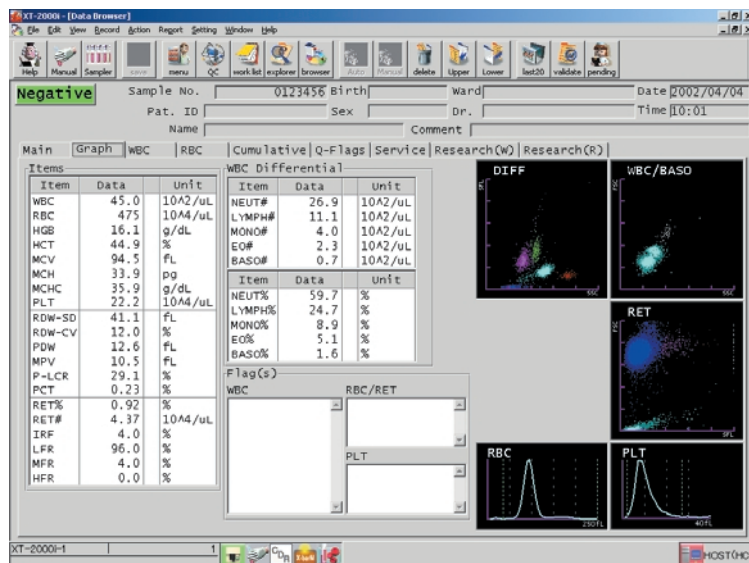 XT-2000i - [Data Browser]
File Edit View Record Action Report Setting Window Help
Help Manual Sampler save menu QC work list explorer browser Auto Manual delete Upper Lower last20 validate pending
Negative Sample No. 0123456 Birth Ward Date 2002/04/04
Pat. ID Sex Dr. Time 10:01
Name Comment
Main Graph WBC RBC Cumulative Q-Flags Service Research(W) Research(R)
Items
Item Data Unit
WBC 45.0 10^2/uL
RBC 475 10^4/uL
HGB 16.1 g/dL
HCT 44.9 %
MCV 94.5 fL
MCH 33.9 pg
MCHC 35.9 g/dL
PLT 22.2 10^4/uL
RDW-SD 41.1 fL
RDW-CV 12.0 %
PDW 12.6 fL
MPV 10.5 fL
P-LCR 29.1 %
PCT 0.23 %
RET% 0.92 %
RET# 4.37 10^4/uL
IRF 4.0 %
LFR 96.0 %
MFR 4.0 %
HFR 0.0 %
WBC Differential
Item Data Unit
NEUT# 26.9 10^2/uL
LYMPH# 11.1 10^2/uL
MONO# 4.0 10^2/uL
EO# 2.3 10^2/uL
BASO# 0.7 10^2/uL
Item Data Unit
NEUT% 59.7 %
LYMPH% 24.7 %
MONO% 8.9 %
EO% 5.1 %
BASO% 1.6 %
Flag(s)
WBC RBC/RET
PLT
DIFF
SFL
SSC
WBC/BASO
FSC
SSC
RET
FSC
SFL
RBC
250fL
PLT
40fL
XT-2000i-1 1 HOST(HC